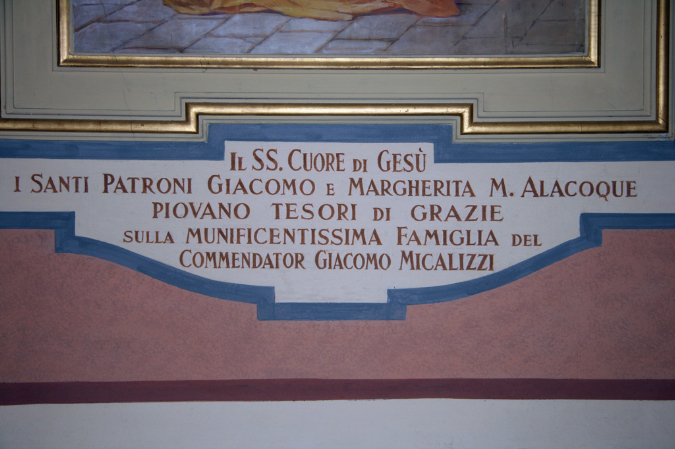 IL SS. CUORE DI GESÙ
I SANTI PATRONI GIACOMO E MARGHERITA M. ALACOQUE
PIOVANO TESORI DI GRAZIE
SULLA MUNIFICENTISSIMA FAMIGLIA DEL
COMMENDATOR GIACOMO MICALIZZI